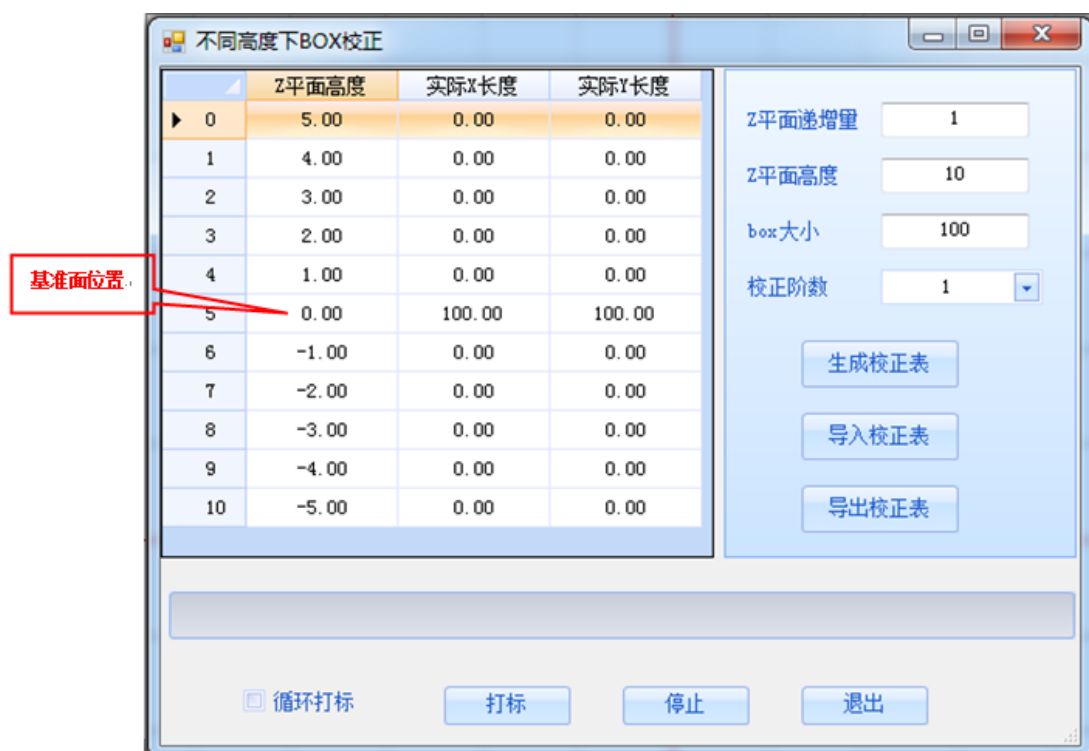 不同高度下BOX校正
Z平面高度 实际X长度 实际Y长度
0 5.00 0.00 0.00
1 4.00 0.00 0.00
2 3.00 0.00 0.00
3 2.00 0.00 0.00
4 1.00 0.00 0.00
5 0.00 100.00 100.00
6 -1.00 0.00 0.00
7 -2.00 0.00 0.00
8 -3.00 0.00 0.00
9 -4.00 0.00 0.00
10 -5.00 0.00 0.00
基准面位置
Z平面递增量 1
Z平面高度 10
box大小 100
校正阶数 1
生成校正表
导入校正表
导出校正表
循环打标 打标 停止 退出